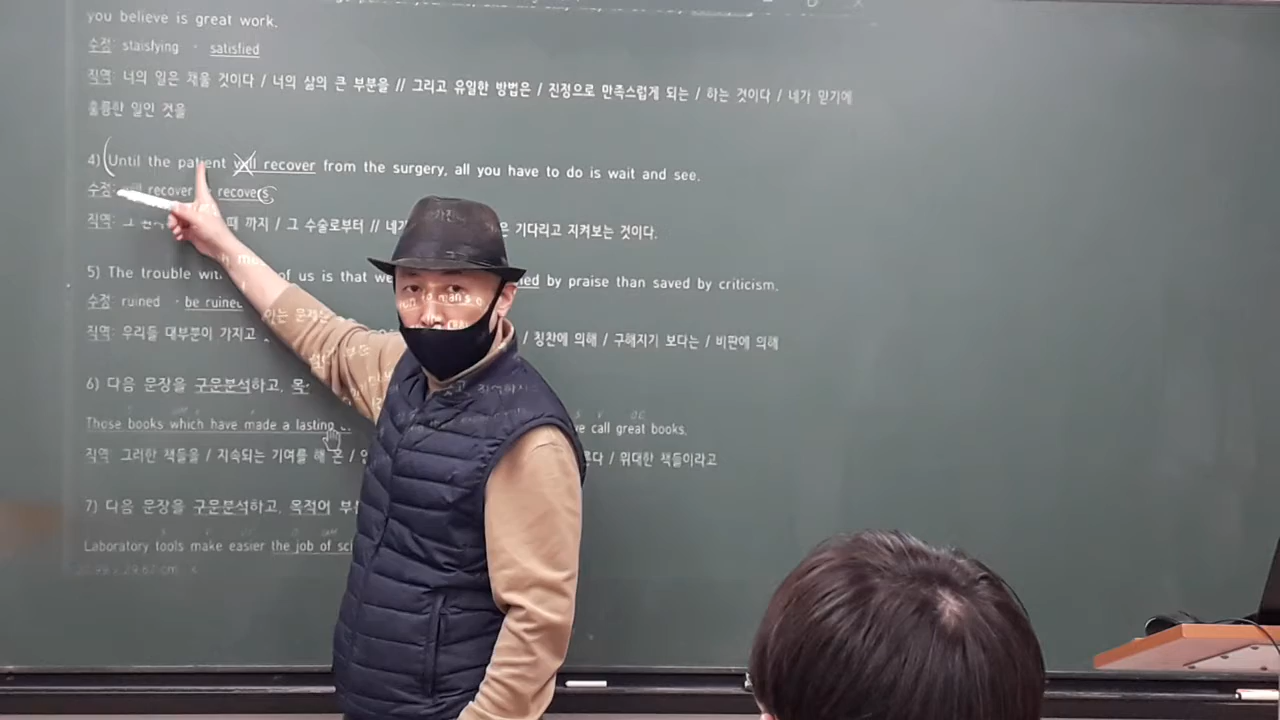 you believe is great work.
수정: staisfying · satisfied
직역: 너의 일은 채울 것이다 / 너의 삶의 큰 부분을 // 그리고 유일한 방법은 / 진정으로 만족스럽게 되는 / 하는 것이다 / 네가 믿기에
훌륭한 일인 것을
4) Until the patient will recover from the surgery, all you have to do is wait and see.
수정: recover recovers
직역: 그 때 까지 / 그 수술로부터 // 네가 은 기다리고 지켜보는 것이다.
5) The trouble with of us is that we by praise than saved by criticism.
수정: ruined · be ruined
직역: 우리들 대부분이 가지고 / 칭찬에 의해 / 구해지기 보다는 / 비판에 의해
6) 다음 문장을 구문분석하고,
Those books which have made a lasting we call great books.
직역 그러한 책들을 / 지속되는 기여를 해 온 / / 위대한 책들이라고
7) 다음 문장을 구문분석하고, 목적어
Laboratory tools make easier the job of